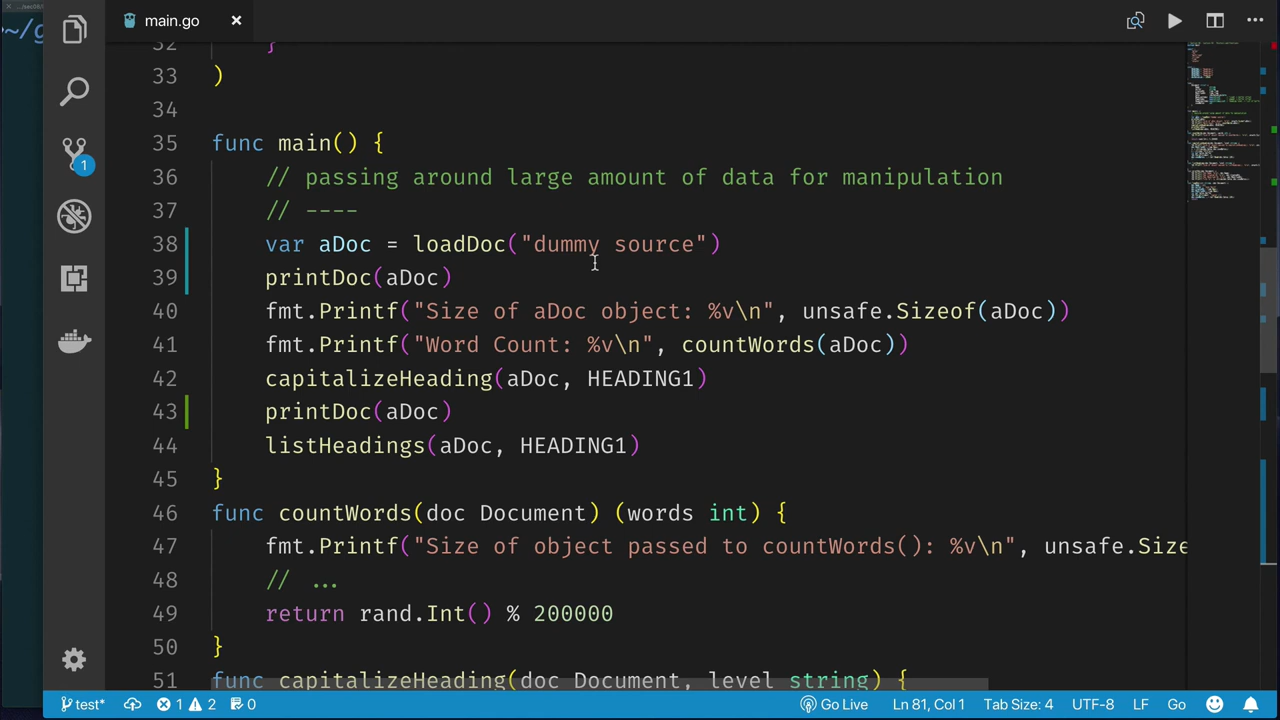 main.go
32 }
33 )
34
35 func main() {
36 // passing around large amount of data for manipulation
37 // ----
38 var aDoc = loadDoc("dummy source")
39 printDoc(aDoc)
40 fmt.Printf("Size of aDoc object: %v\n", unsafe.Sizeof(aDoc))
41 fmt.Printf("Word Count: %v\n", countWords(aDoc))
42 capitalizeHeading(aDoc, HEADING1)
43 printDoc(aDoc)
44 listHeadings(aDoc, HEADING1)
45 }
46 func countWords(doc Document) (words int) {
47 fmt.Printf("Size of object passed to countWords(): %v\n", unsafe.Size
48 // ...
49 return rand.Int() % 200000
50 }
51 func capitalizeHeading(doc Document, level string) {
1
test* 1 2 0 Go Live Ln 81, Col 1 Tab Size: 4 UTF-8 LF Go